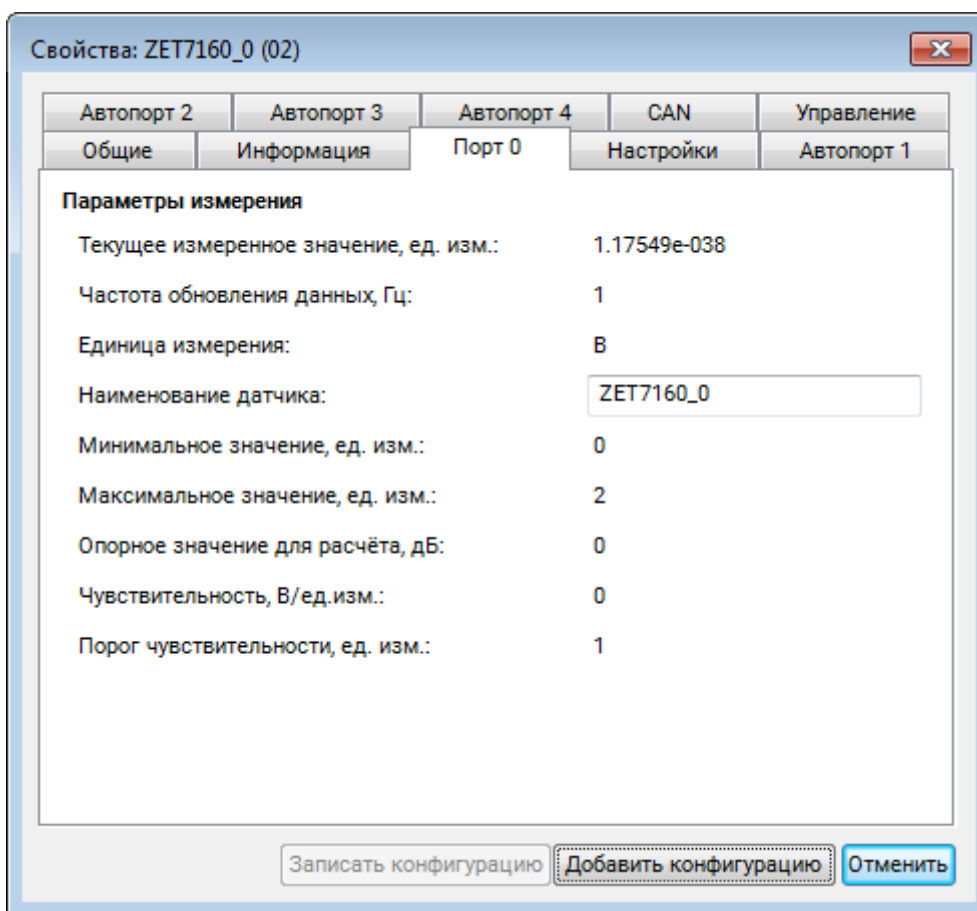 Свойства: ZET7160_0 (02)
Автопорт 2 Автопорт 3 Автопорт 4 CAN Управление
Общие Информация Порт 0 Настройки Автопорт 1
Параметры измерения
Текущее измеренное значение, ед. изм.: 1.17549e-038
Частота обновления данных, Гц: 1
Единица измерения: В
Наименование датчика: ZET7160_0
Минимальное значение, ед. изм.: 0
Максимальное значение, ед. изм.: 2
Опорное значение для расчёта, дБ: 0
Чувствительность, В/ед.изм.: 0
Порог чувствительности, ед. изм.: 1
Записать конфигурацию Добавить конфигурацию Отменить